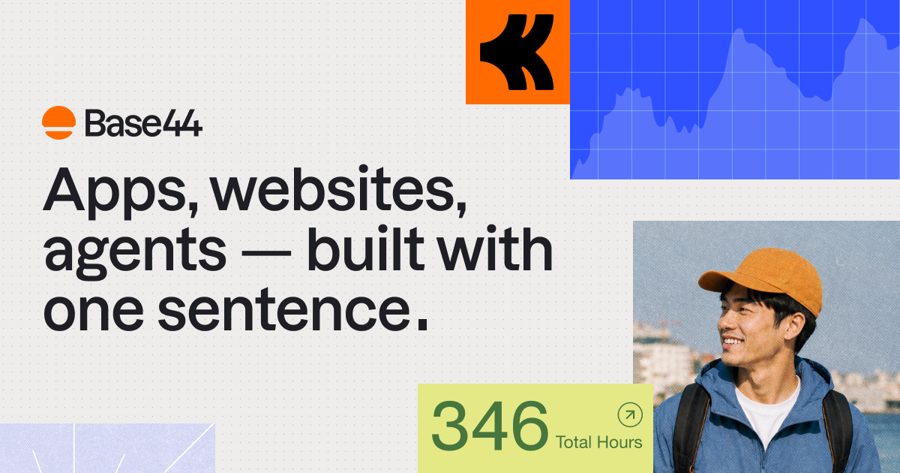 Base44
Apps, websites,
agents — built with
one sentence.
346 Total Hours